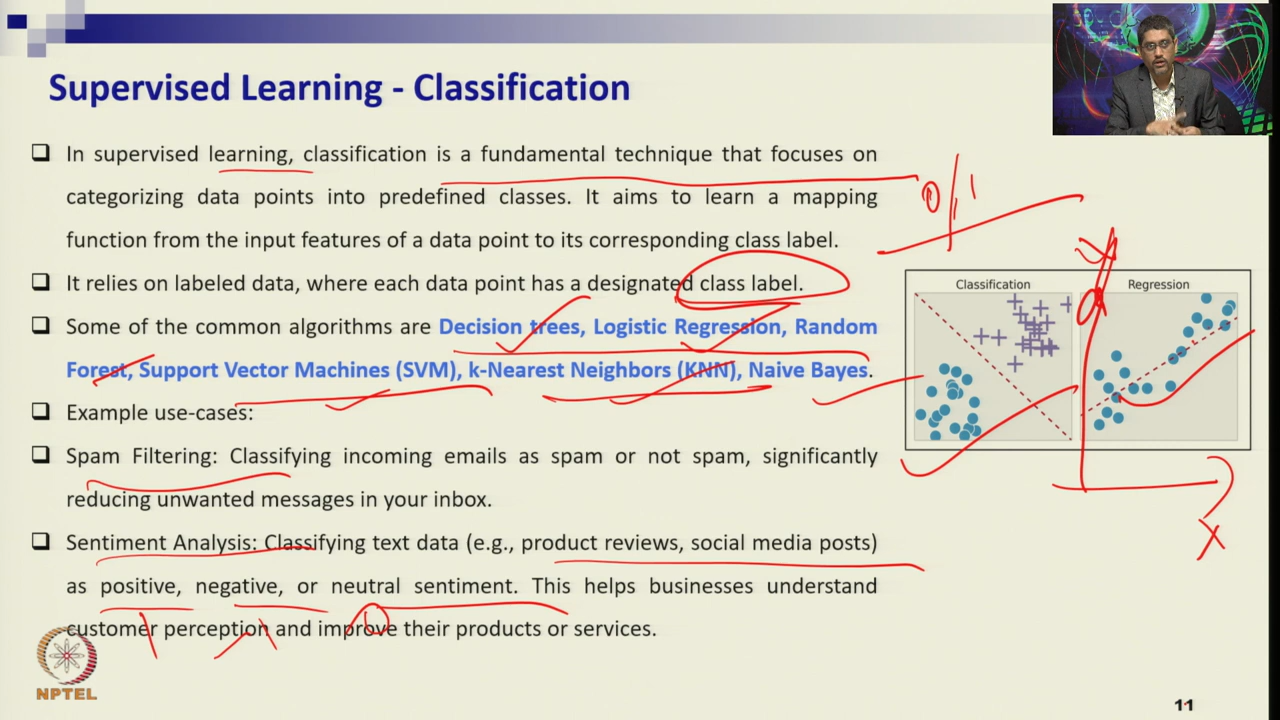 Supervised Learning - Classification
In supervised learning, classification is a fundamental technique that focuses on
categorizing data points into predefined classes. It aims to learn a mapping
function from the input features of a data point to its corresponding class label.
It relies on labeled data, where each data point has a designated class label.
Some of the common algorithms are Decision trees, Logistic Regression, Random
Forest, Support Vector Machines (SVM), k-Nearest Neighbors (KNN), Naive Bayes.
Example use-cases:
Spam Filtering: Classifying incoming emails as spam or not spam, significantly
reducing unwanted messages in your inbox.
Sentiment Analysis: Classifying text data (e.g., product reviews, social media posts)
as positive, negative, or neutral sentiment. This helps businesses understand
customer perception and improve their products or services.
1
-1
0
0/1
Classification
Regression
y
x
NPTEL
11